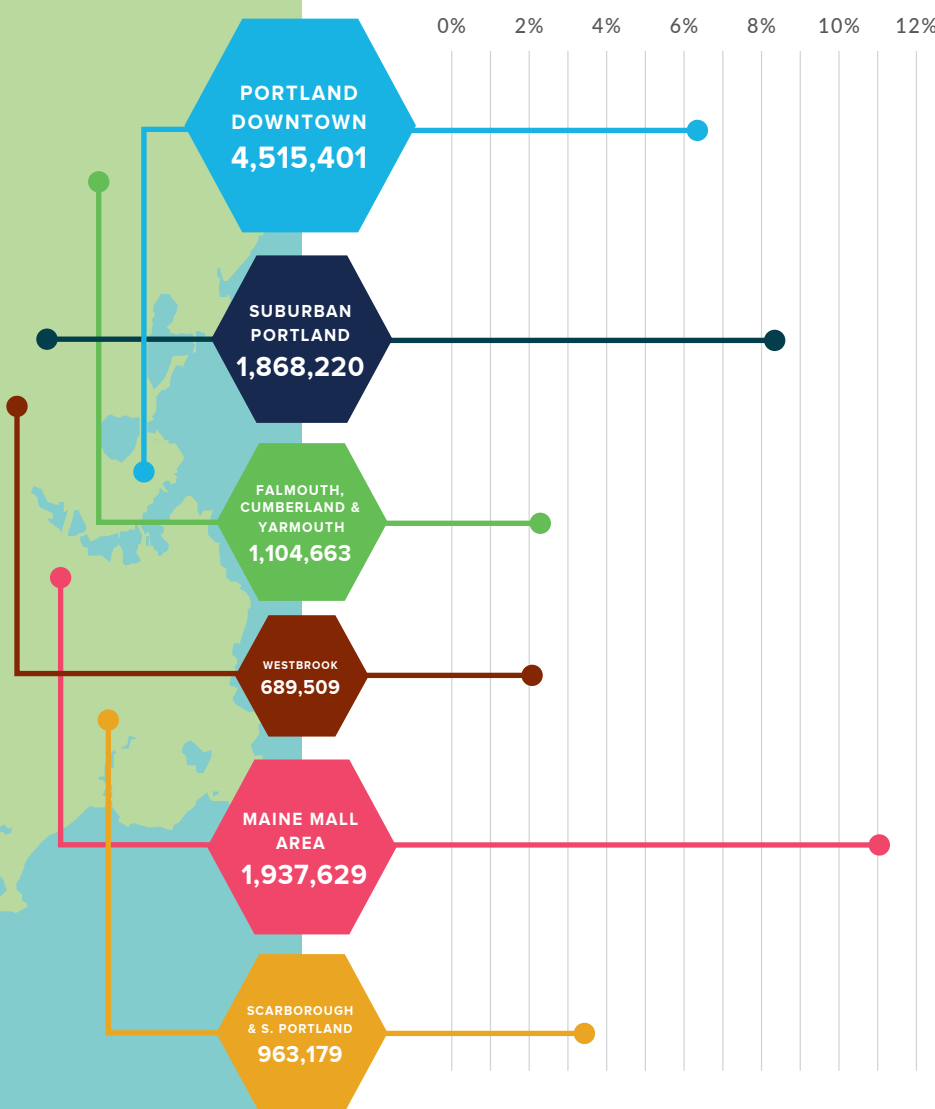 0% 2% 4% 6% 8% 10% 12%
PORTLAND
DOWNTOWN
4,515,401
SUBURBAN
PORTLAND
1,868,220
FALMOUTH,
CUMBERLAND &
YARMOUTH
1,104,663
WESTBROOK
689,509
MAINE MALL
AREA
1,937,629
SCARBOROUGH
& S. PORTLAND
963,179